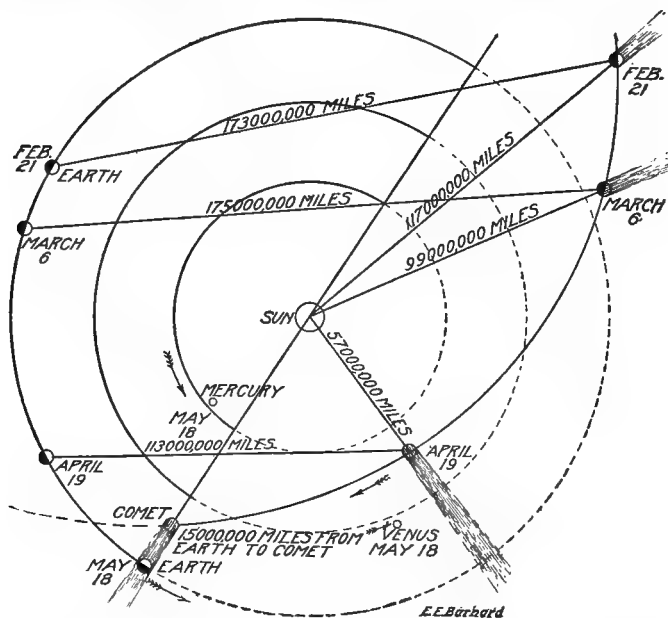 FEB.
21
173000,000 MILES
FEB.
21
EARTH
117000000 MILES
175000,000 MILES
MARCH
6
MARCH
6
99000000 MILES
SUN
57000,000 MILES
MERCURY
MAY
18
113000,000 MILES
APRIL
19
APRIL
19
COMET
15000000 MILES FROM
EARTH TO COMET
VENUS
MAY 18
MAY
18
EARTH
E.E.Barnard